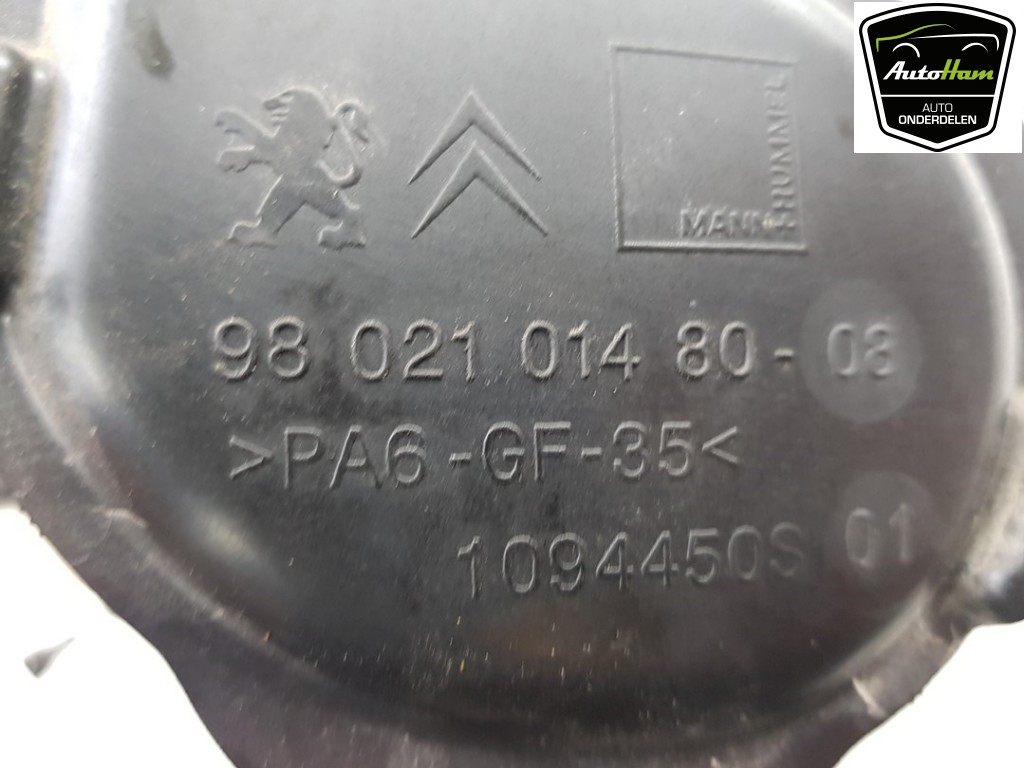 AutoHam
AUTO
ONDERDELEN
MANN+HUMMEL
98 021 014 80-03
>PA6-GF-35<
1094450S 01